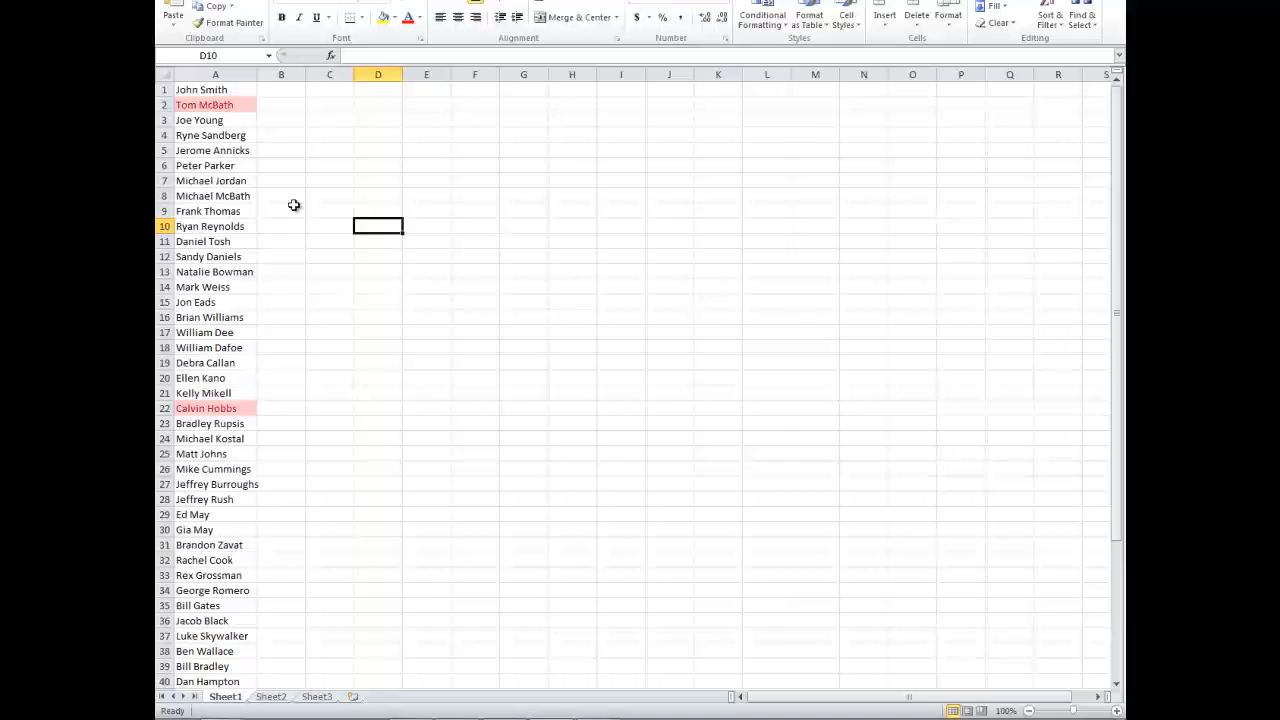 Copy
Paste
Format Painter
B I U
Merge & Center
$ % ,
Conditional Formatting
Format as Table
Cell Styles
Insert
Delete
Format
Fill
Clear
Sort & Filter
Find & Select
Clipboard Font Alignment Number Styles Cells Editing
D10 fx
A B C D E F G H I J K L M N O P Q R S
1 John Smith
2 Tom McBath
3 Joe Young
4 Ryne Sandberg
5 Jerome Annicks
6 Peter Parker
7 Michael Jordan
8 Michael McBath
9 Frank Thomas
10 Ryan Reynolds
11 Daniel Tosh
12 Sandy Daniels
13 Natalie Bowman
14 Mark Weiss
15 Jon Eads
16 Brian Williams
17 William Dee
18 William Dafoe
19 Debra Callan
20 Ellen Kano
21 Kelly Mikell
22 Calvin Hobbs
23 Bradley Rupsis
24 Michael Kostal
25 Matt Johns
26 Mike Cummings
27 Jeffrey Burroughs
28 Jeffrey Rush
29 Ed May
30 Gia May
31 Brandon Zavat
32 Rachel Cook
33 Rex Grossman
34 George Romero
35 Bill Gates
36 Jacob Black
37 Luke Skywalker
38 Ben Wallace
39 Bill Bradley
40 Dan Hampton
Sheet1 Sheet2 Sheet3
Ready 100%